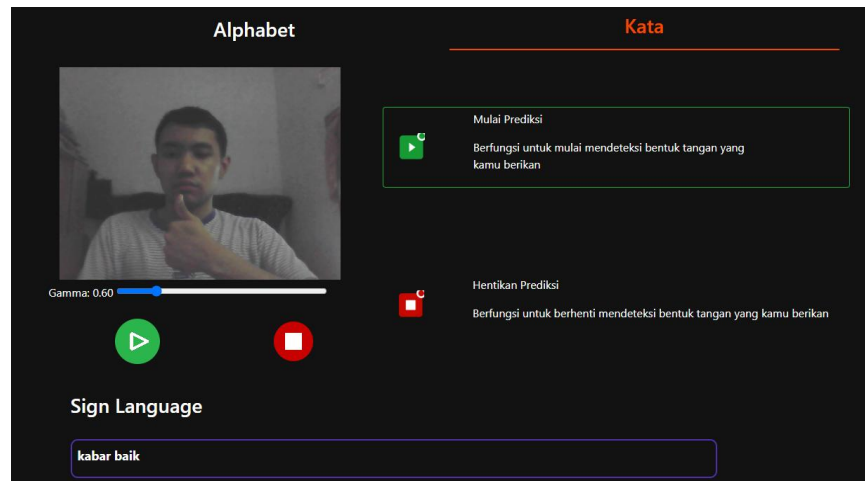 Alphabet
Kata
Mulai Prediksi
Berfungsi untuk mulai mendeteksi bentuk tangan yang
kamu berikan
Gamma: 0.60
Hentikan Prediksi
Berfungsi untuk berhenti mendeteksi bentuk tangan yang kamu berikan
Sign Language
kabar baik